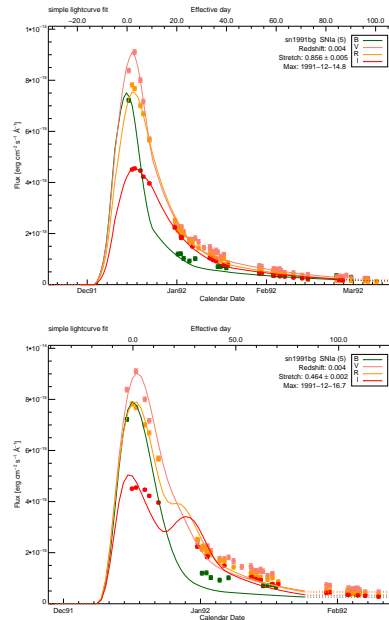 simple lightcurve fit Effective day
-20.0 0.0 20.0 40.0 60.0 80.0 100.0
1•10⁻¹⁴
8•10⁻¹⁵
6•10⁻¹⁵
4•10⁻¹⁵
2•10⁻¹⁵
0
Flux [erg cm⁻² s⁻¹ Å⁻¹]
sn1991bg SNIa (5) B
Redshift: 0.004 V
Stretch: 0.856 ± 0.005 R
Max: 1991−12−14.8 I
Dec91 Jan92 Feb92 Mar92
Calendar Date
simple lightcurve fit Effective day
0.0 50.0 100.0
1•10⁻¹⁴
8•10⁻¹⁵
6•10⁻¹⁵
4•10⁻¹⁵
2•10⁻¹⁵
0
Flux [erg cm⁻² s⁻¹ Å⁻¹]
sn1991bg SNIa (5) B
Redshift: 0.004 V
Stretch: 0.464 ± 0.002 R
Max: 1991−12−16.7 I
Dec91 Jan92 Feb92
Calendar Date